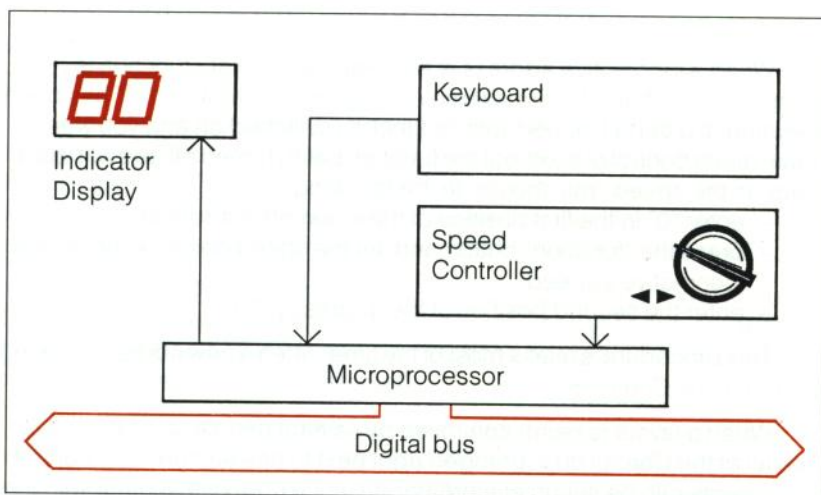 80
Indicator
Display
Keyboard
Speed
Controller
Microprocessor
Digital bus